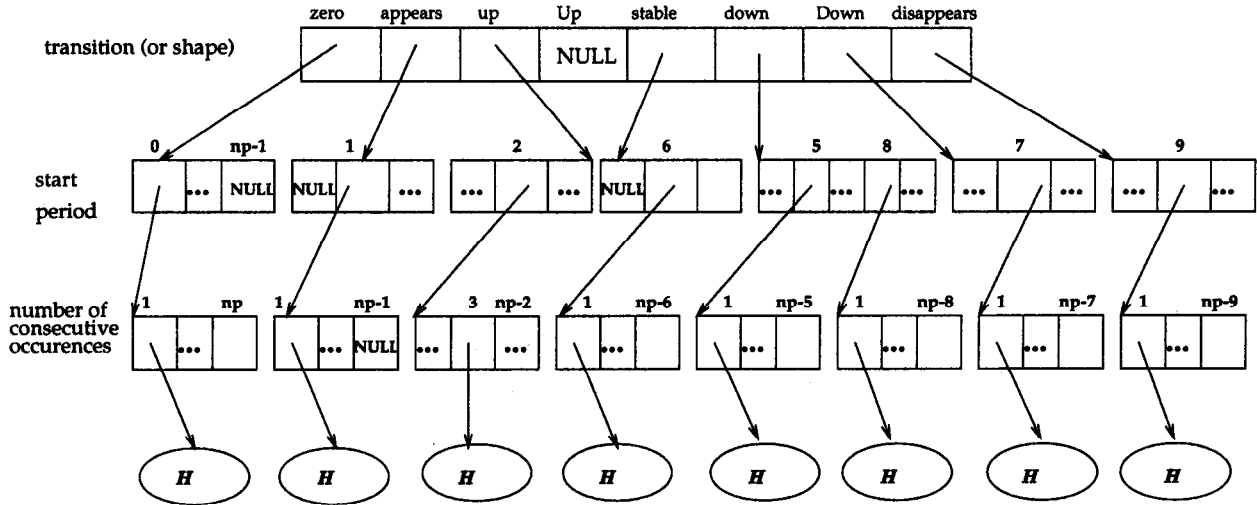 zero appears up Up stable down Down disappears
transition (or shape)
NULL
0 np-1 1 2 6 5 8 7 9
start
period
... NULL NULL ... ... ... NULL ... ... ... ... ... ... ...
number of
consecutive
occurences
1 np 1 np-1 3 np-2 1 np-6 1 np-5 1 np-8 1 np-7 1 np-9
... ... NULL ... ... ... ... ... ... ...
H H H H H H H H